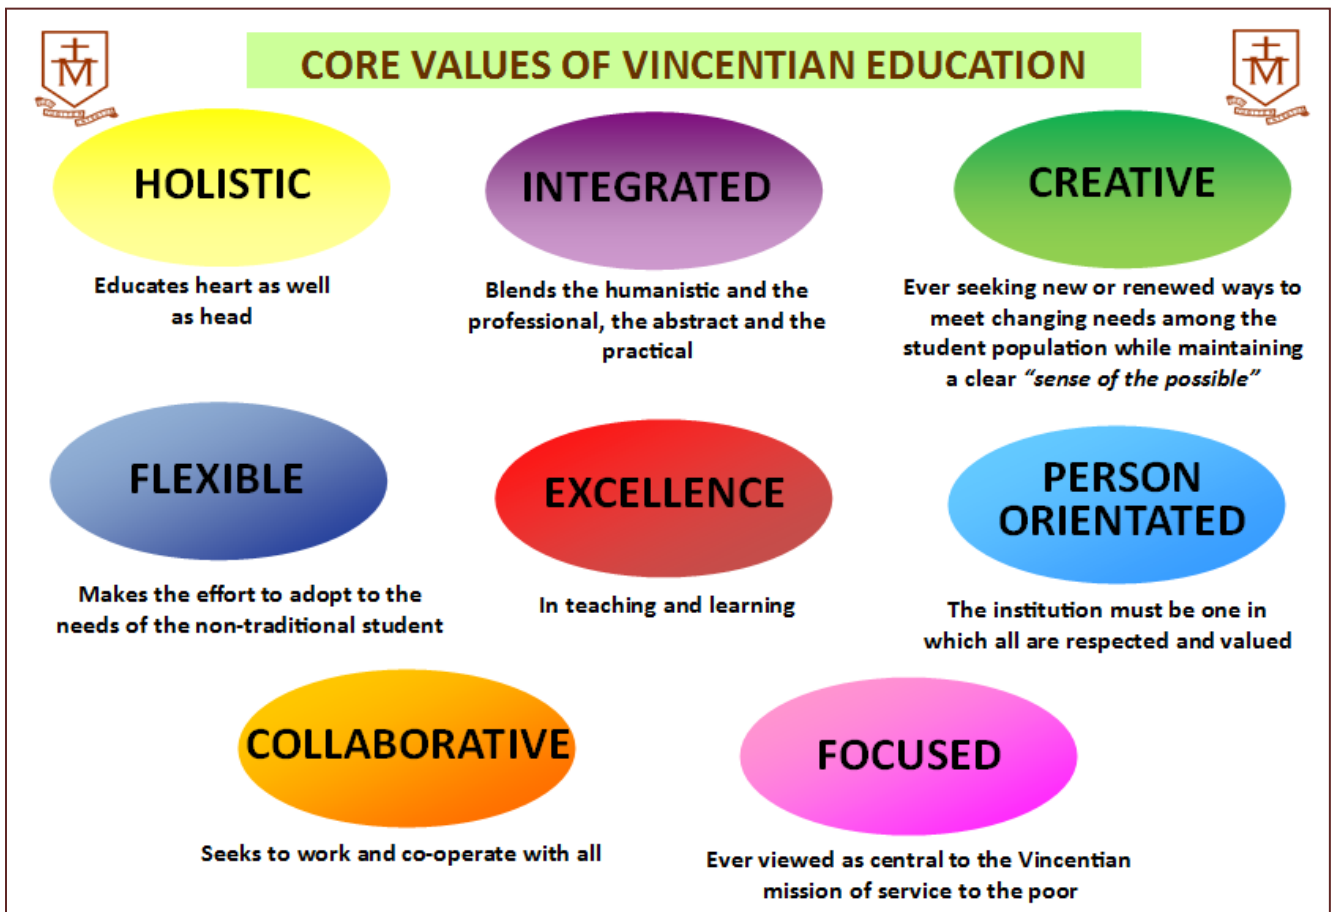 CORE VALUES OF VINCENTIAN EDUCATION
HOLISTIC
Educates heart as well
as head
INTEGRATED
Blends the humanistic and the
professional, the abstract and the
practical
CREATIVE
Ever seeking new or renewed ways to
meet changing needs among the
student population while maintaining
a clear “sense of the possible”
FLEXIBLE
Makes the effort to adopt to the
needs of the non-traditional student
EXCELLENCE
In teaching and learning
PERSON
ORIENTATED
The institution must be one in
which all are respected and valued
COLLABORATIVE
Seeks to work and co-operate with all
FOCUSED
Ever viewed as central to the Vincentian
mission of service to the poor